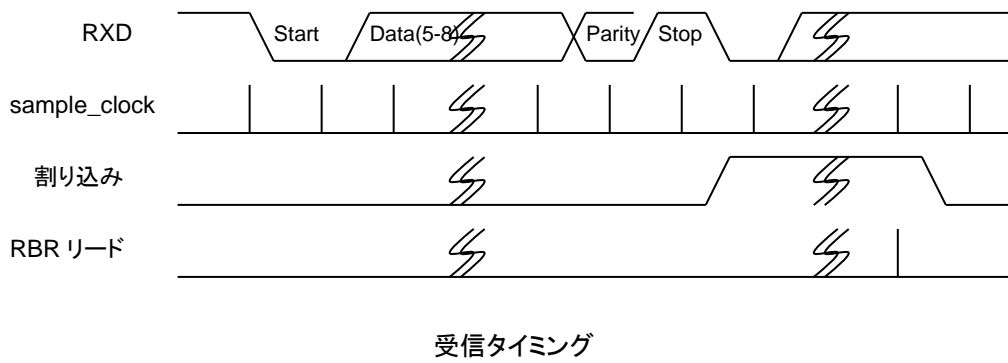 RXD Start Data(5-8) Parity Stop
sample_clock
割り込み
RBR リード
受信タイミング